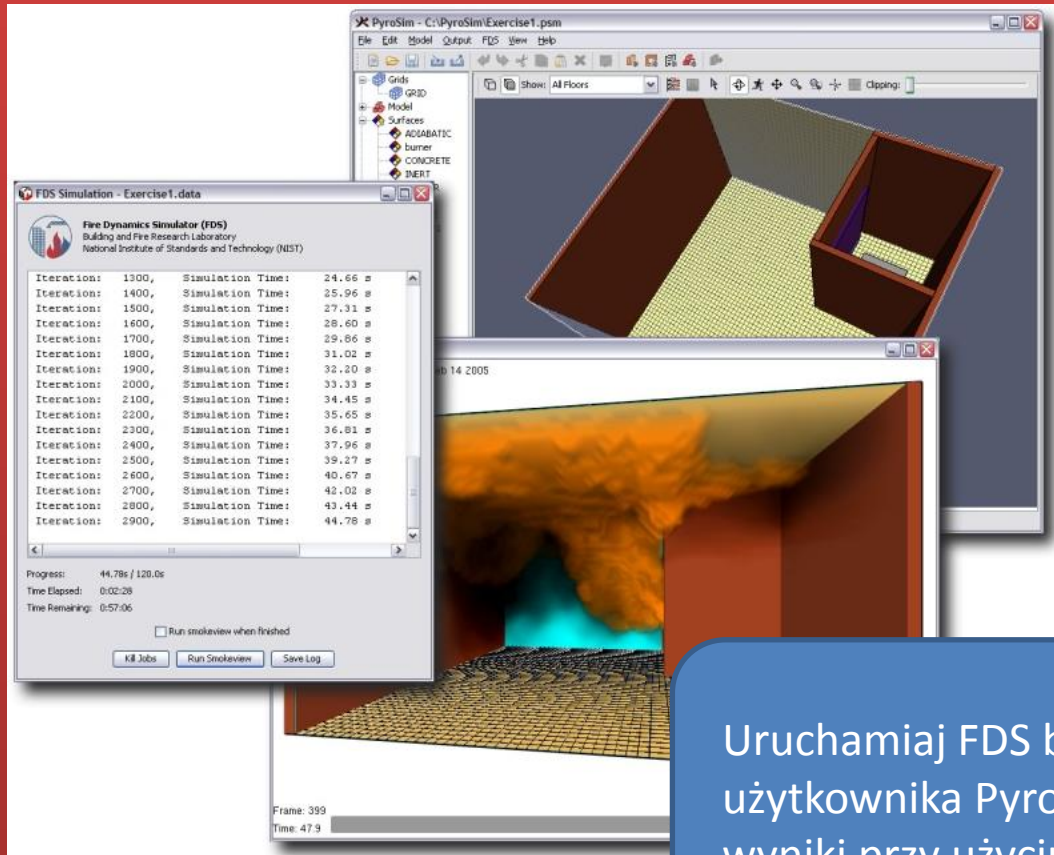 PyroSim - C:\PyroSim\Exercise1.psm
File Edit Model Output FDS View Help
Show: All Floors Clipping:
Grids
GRID
Model
Surfaces
ADIABATIC
burner
CONCRETE
INERT
FDS Simulation - Exercise1.data
Fire Dynamics Simulator (FDS)
Building and Fire Research Laboratory
National Institute of Standards and Technology (NIST)
Iteration: 1300, Simulation Time: 24.66 s
Iteration: 1400, Simulation Time: 25.96 s
Iteration: 1500, Simulation Time: 27.31 s
Iteration: 1600, Simulation Time: 28.60 s
Iteration: 1700, Simulation Time: 29.86 s
Iteration: 1800, Simulation Time: 31.02 s
Iteration: 1900, Simulation Time: 32.20 s
Iteration: 2000, Simulation Time: 33.33 s
Iteration: 2100, Simulation Time: 34.45 s
Iteration: 2200, Simulation Time: 35.65 s
Iteration: 2300, Simulation Time: 36.81 s
Iteration: 2400, Simulation Time: 37.96 s
Iteration: 2500, Simulation Time: 39.27 s
Iteration: 2600, Simulation Time: 40.67 s
Iteration: 2700, Simulation Time: 42.02 s
Iteration: 2800, Simulation Time: 43.44 s
Iteration: 2900, Simulation Time: 44.78 s
Progress: 44.78s / 120.0s
Time Elapsed: 0:02:28
Time Remaining: 0:57:06
Run smokeview when finished
Kill Jobs Run Smokeview Save Log
14 2005
Frame: 399
Time: 47.9
Uruchamiaj FDS b
użytkownika Pyro
wyniki przy użyci